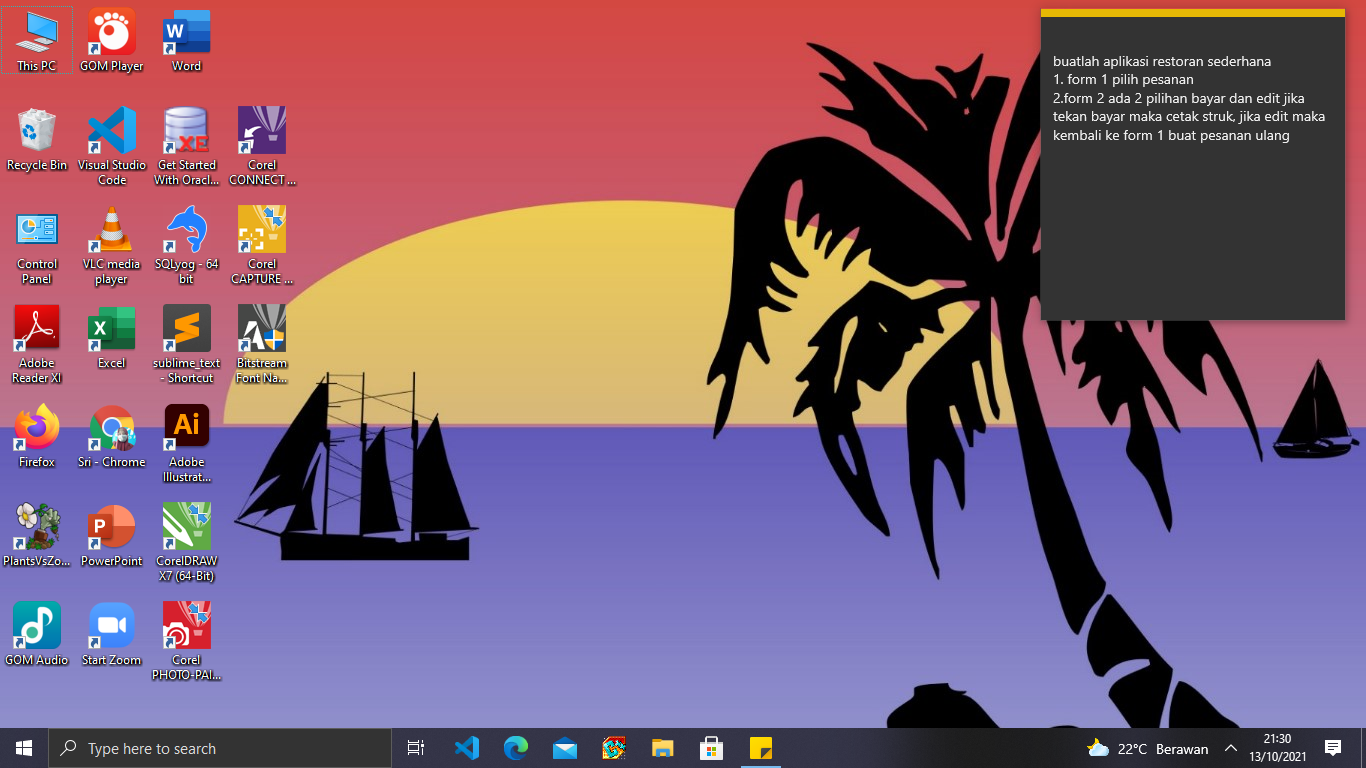 This PC
GOM Player
Word
Recycle Bin
Visual Studio
Code
Get Started
With Oracl...
Corel
CONNECT ...
Control
Panel
VLC media
player
SQLyog - 64
bit
Corel
CAPTURE ...
Adobe
Reader XI
Excel
sublime_text
- Shortcut
Bitstream
Font Na...
Firefox
Sri - Chrome
Adobe
Illustrat...
PlantsVsZo...
PowerPoint
CorelDRAW
X7 (64-Bit)
GOM Audio
Start Zoom
Corel
PHOTO-PAI...
buatlah aplikasi restoran sederhana
1. form 1 pilih pesanan
2.form 2 ada 2 pilihan bayar dan edit jika
tekan bayar maka cetak struk, jika edit maka
kembali ke form 1 buat pesanan ulang
Type here to search
22°C Berawan
21:30
13/10/2021
W
XE
X
Ai
P